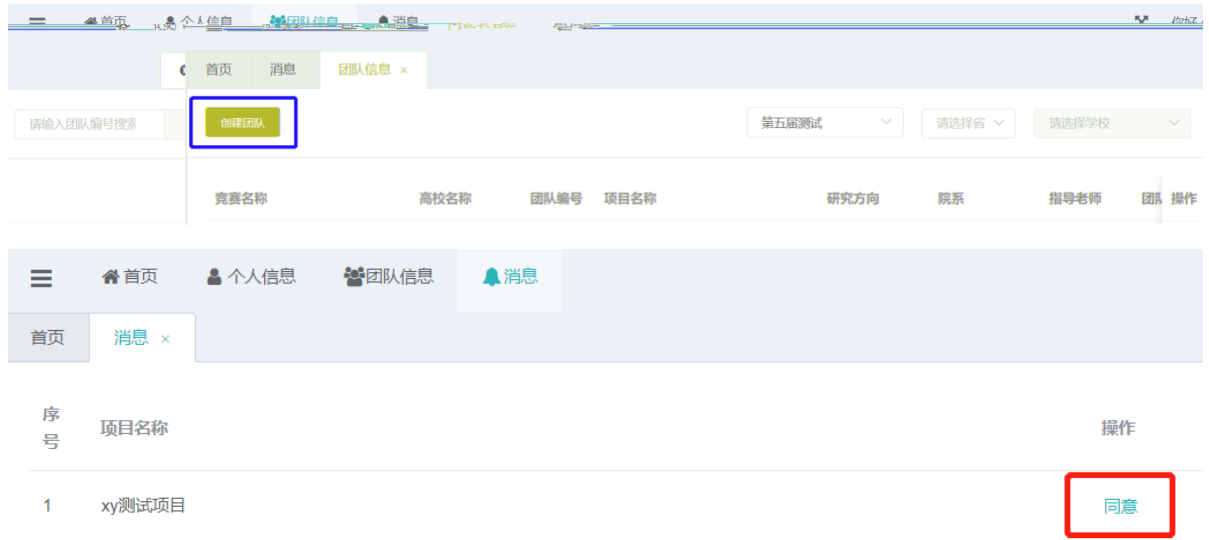 首页 个人信息 团队信息 消息
首页 消息 团队信息 ×
请输入团队编号搜索 创建团队 第五届测试 请选择省 请选择学校
竞赛名称 高校名称 团队编号 项目名称 研究方向 院系 指导老师 团队 操作
首页 个人信息 团队信息 消息
首页 消息 ×
序号 项目名称 操作
1 xy测试项目 同意